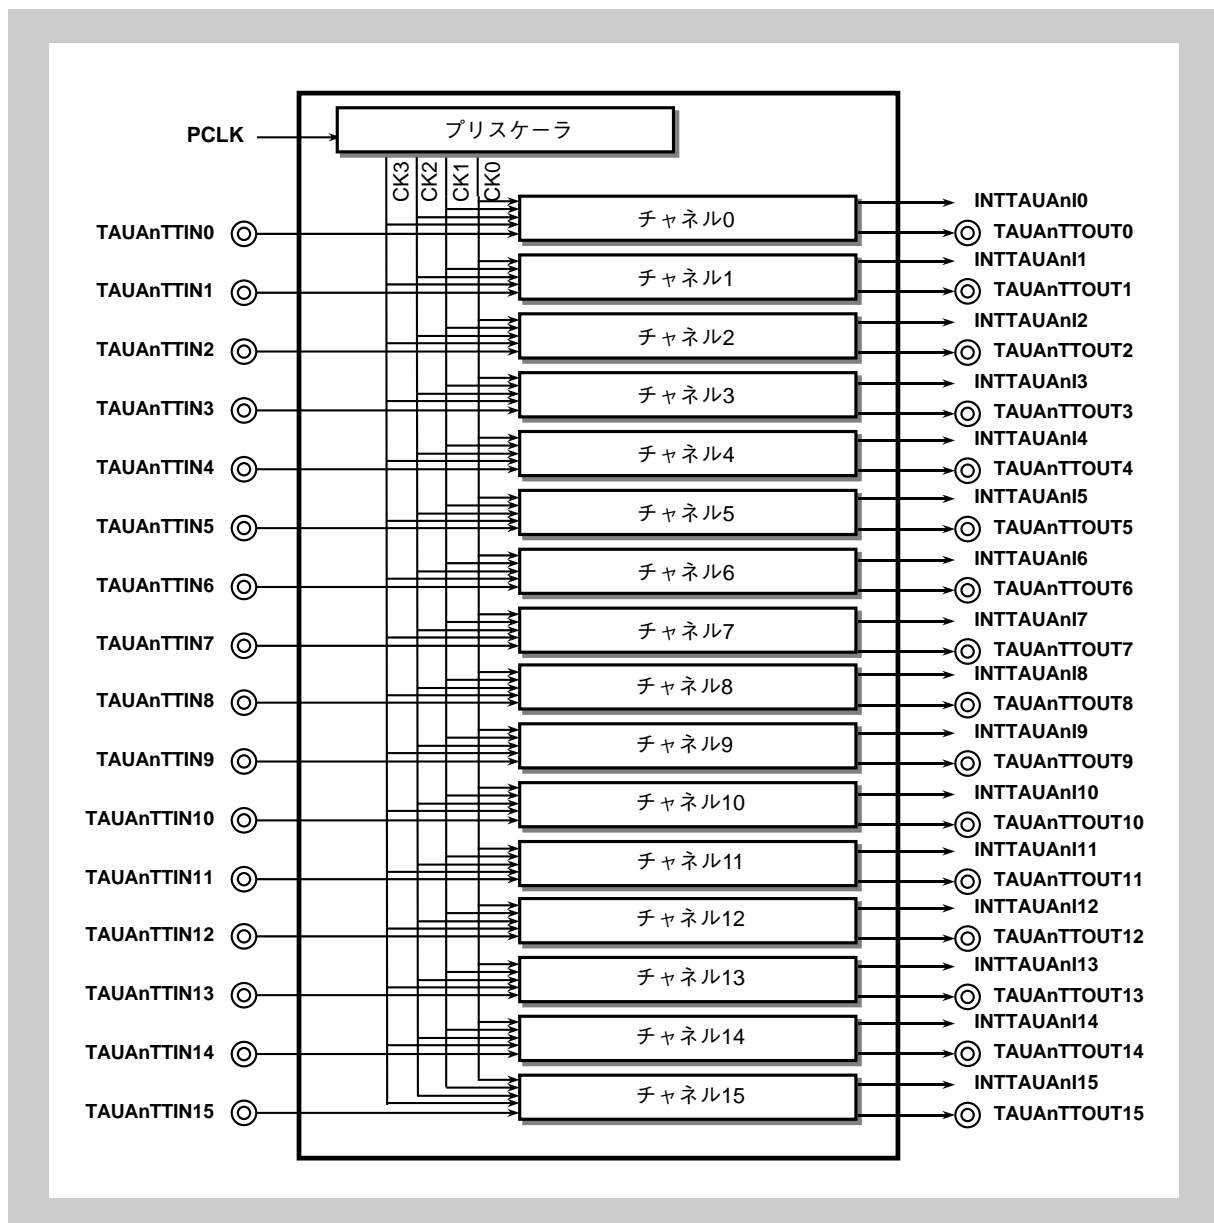 プリスケーラ
PCLK
CK3
CK2
CK1
CK0
TAUAnTTIN0
チャネル0
INTTAUAnI0
TAUAnTTOUT0
TAUAnTTIN1
チャネル1
INTTAUAnI1
TAUAnTTOUT1
TAUAnTTIN2
チャネル2
INTTAUAnI2
TAUAnTTOUT2
TAUAnTTIN3
チャネル3
INTTAUAnI3
TAUAnTTOUT3
TAUAnTTIN4
チャネル4
INTTAUAnI4
TAUAnTTOUT4
TAUAnTTIN5
チャネル5
INTTAUAnI5
TAUAnTTOUT5
TAUAnTTIN6
チャネル6
INTTAUAnI6
TAUAnTTOUT6
TAUAnTTIN7
チャネル7
INTTAUAnI7
TAUAnTTOUT7
TAUAnTTIN8
チャネル8
INTTAUAnI8
TAUAnTTOUT8
TAUAnTTIN9
チャネル9
INTTAUAnI9
TAUAnTTOUT9
TAUAnTTIN10
チャネル10
INTTAUAnI10
TAUAnTTOUT10
TAUAnTTIN11
チャネル11
INTTAUAnI11
TAUAnTTOUT11
TAUAnTTIN12
チャネル12
INTTAUAnI12
TAUAnTTOUT12
TAUAnTTIN13
チャネル13
INTTAUAnI13
TAUAnTTOUT13
TAUAnTTIN14
チャネル14
INTTAUAnI14
TAUAnTTOUT14
TAUAnTTIN15
チャネル15
INTTAUAnI15
TAUAnTTOUT15